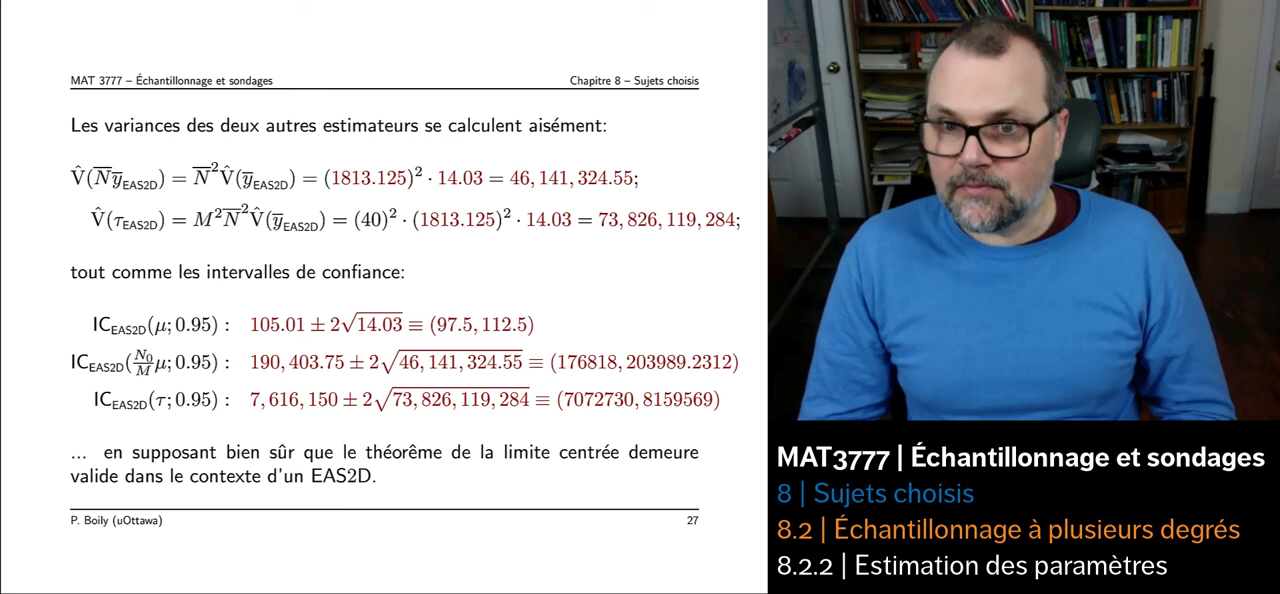 MAT 3777 – Échantillonnage et sondages
Chapitre 8 – Sujets choisis
Les variances des deux autres estimateurs se calculent aisément:
V̂(N̅y̅_EAS2D) = N̅²V̂(y̅_EAS2D) = (1813.125)² · 14.03 = 46, 141, 324.55;
V̂(τ_EAS2D) = M²N̅²V̂(y̅_EAS2D) = (40)² · (1813.125)² · 14.03 = 73, 826, 119, 284;
tout comme les intervalles de confiance:
IC_EAS2D(μ; 0.95) : 105.01 ± 2√14.03 ≡ (97.5, 112.5)
IC_EAS2D(N₀/M μ; 0.95) : 190, 403.75 ± 2√46, 141, 324.55 ≡ (176818, 203989.2312)
IC_EAS2D(τ; 0.95) : 7, 616, 150 ± 2√73, 826, 119, 284 ≡ (7072730, 8159569)
... en supposant bien sûr que le théorême de la limite centrée demeure
valide dans le contexte d'un EAS2D.
P. Boily (uOttawa)
27
MAT3777 | Échantillonnage et sondages
8 | Sujets choisis
8.2 | Échantillonnage à plusieurs degrés
8.2.2 | Estimation des paramètres